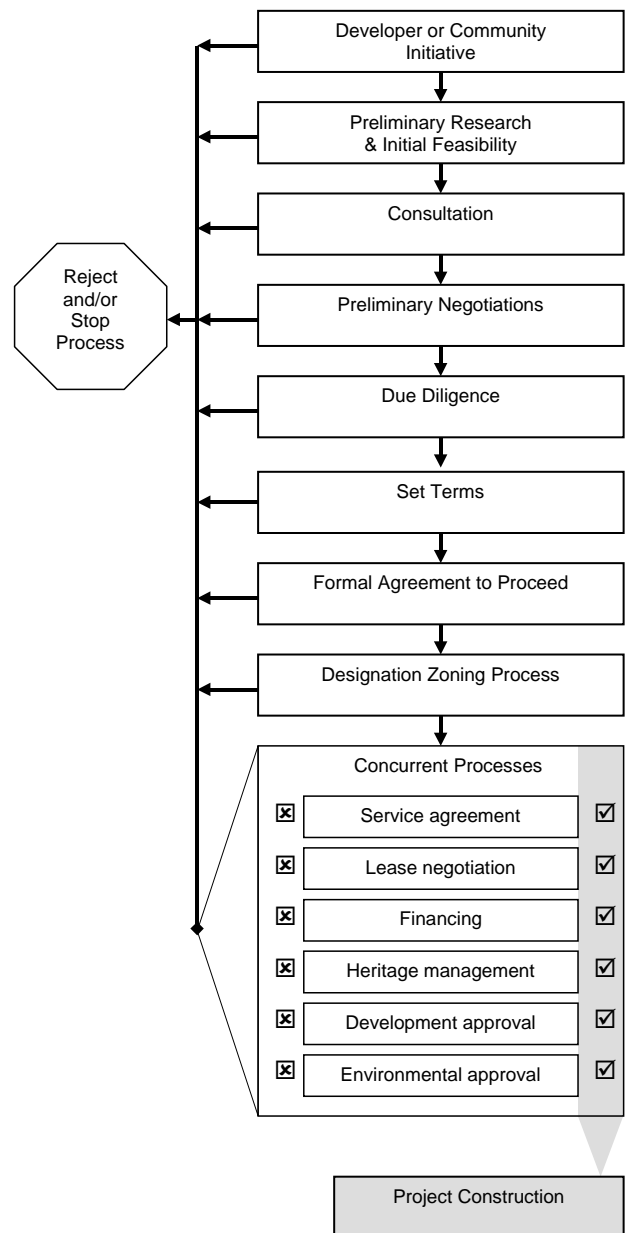 Developer or Community
Initiative
Preliminary Research
& Initial Feasibility
Consultation
Reject
and/or
Stop
Process
Preliminary Negotiations
Due Diligence
Set Terms
Formal Agreement to Proceed
Designation Zoning Process
Concurrent Processes
Service agreement
Lease negotiation
Financing
Heritage management
Development approval
Environmental approval
Project Construction